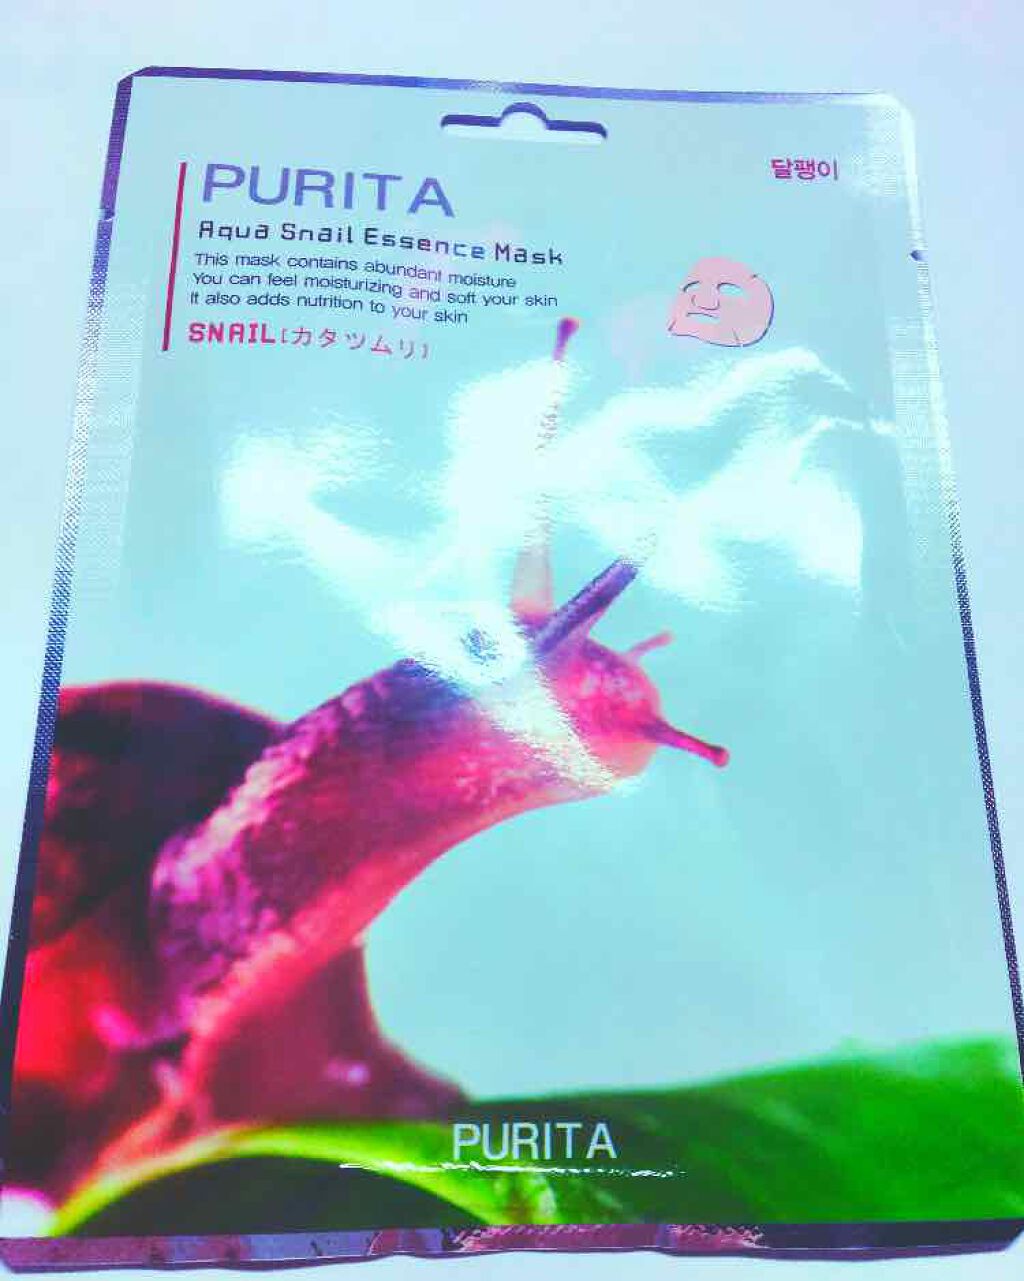 달팽이
PURITA
Aqua Snail Essence Mask
This mask contains abundant moisture
You can feel moisturizing and soft your skin
It also adds nutrition to your skin
SNAIL[カタツムリ]
PURITA